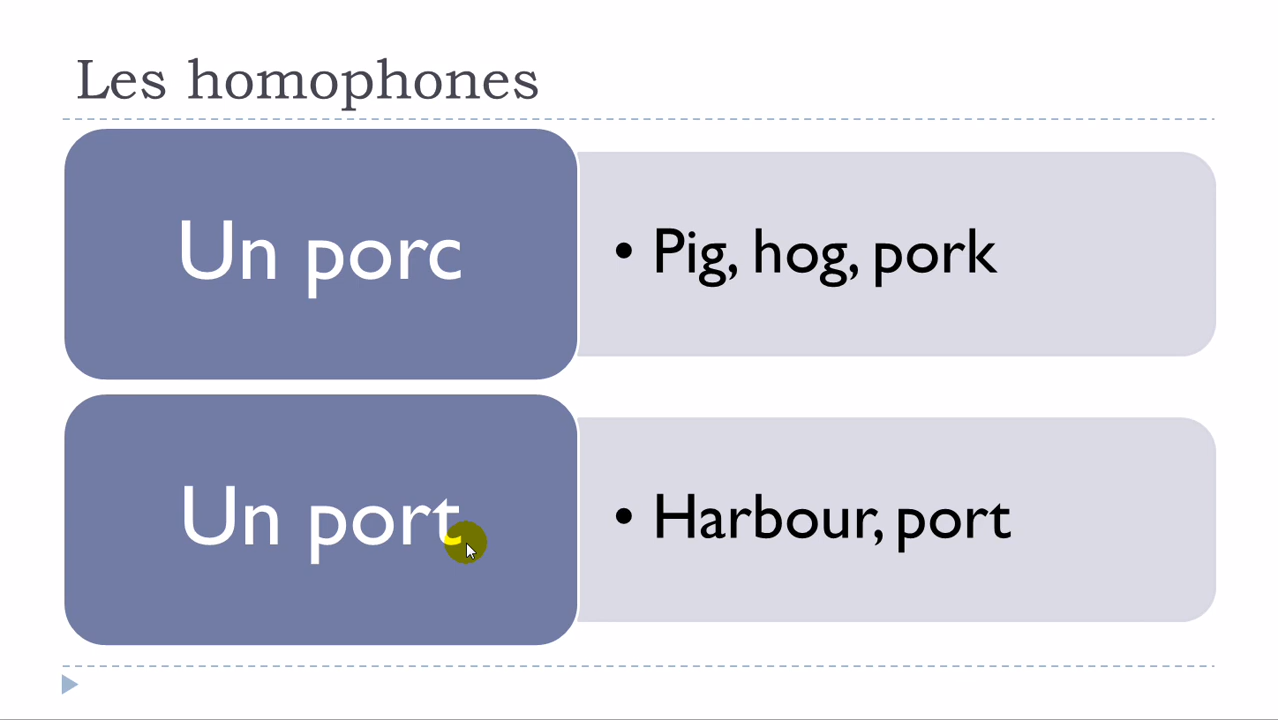 Les homophones
Un porc
• Pig, hog, pork
Un port
• Harbour, port